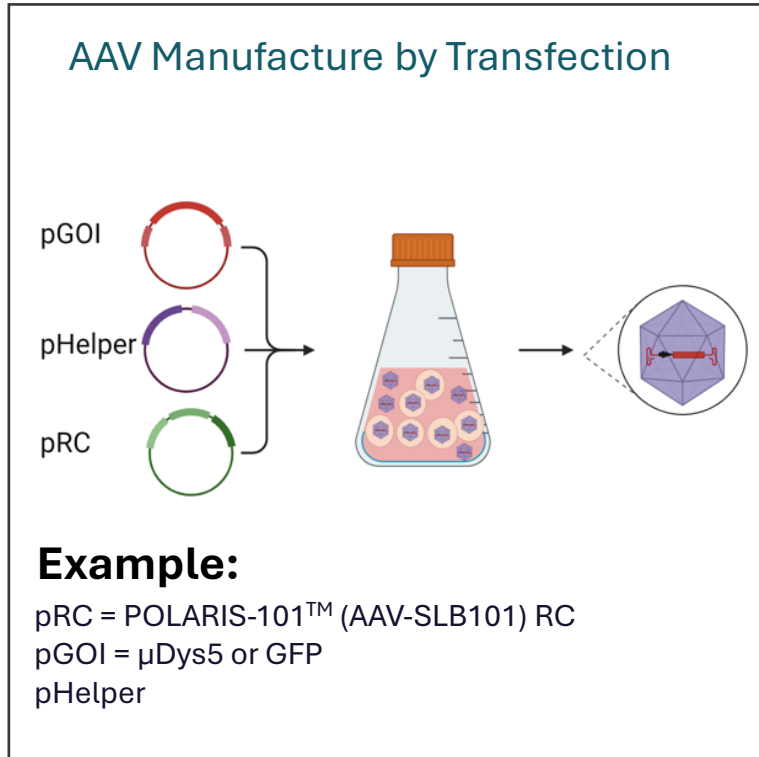 AAV Manufacture by Transfection
pGOI
pHelper
pRC
Example:
pRC = POLARIS-101™ (AAV-SLB101) RC
pGOI = µDys5 or GFP
pHelper